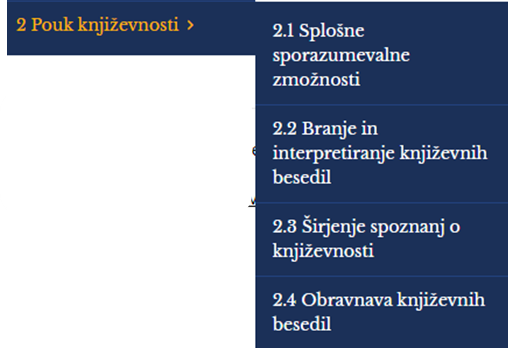 2 Pouk književnosti >
2.1 Splošne
sporazumevalne
zmožnosti
2.2 Branje in
interpretiranje književnih
besedil
2.3 Širjenje spoznanj o
književnosti
2.4 Obravnava književnih
besedil